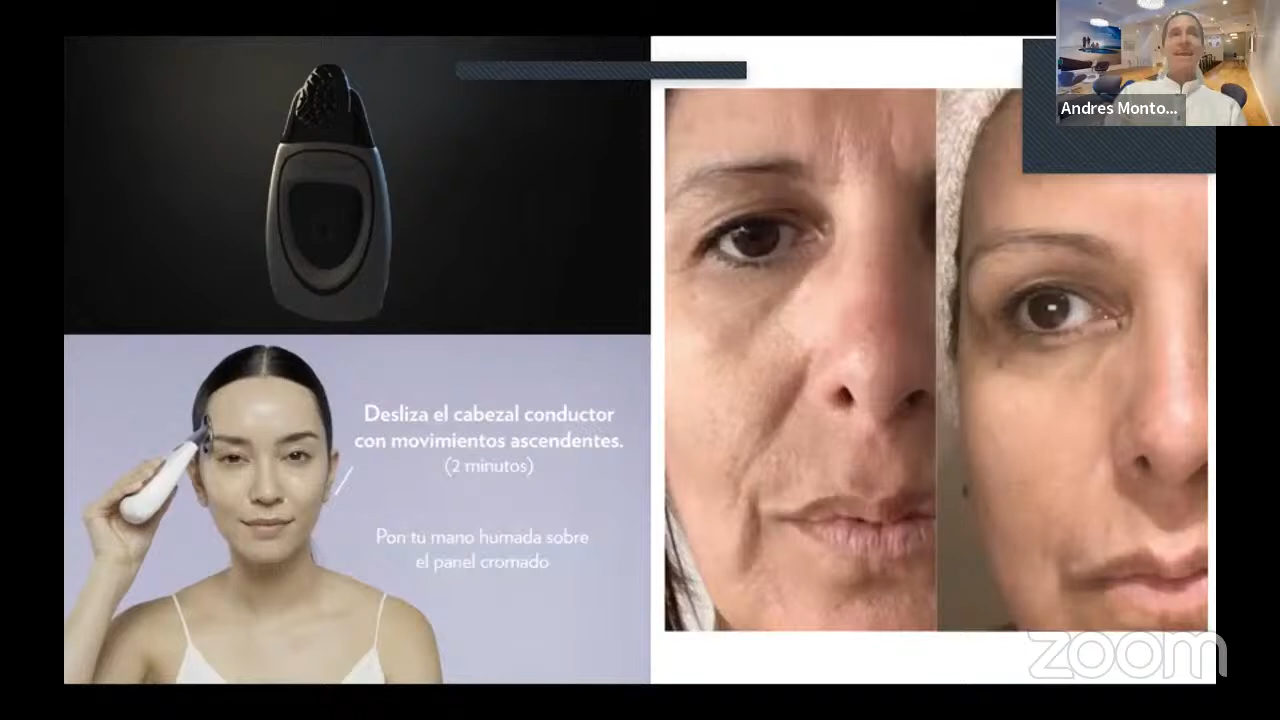 Andres Monto...
Desliza el cabezal conductor
con movimientos ascendentes.
(2 minutos)
Pon tu mano humada sobre
el panel cromado
zoom